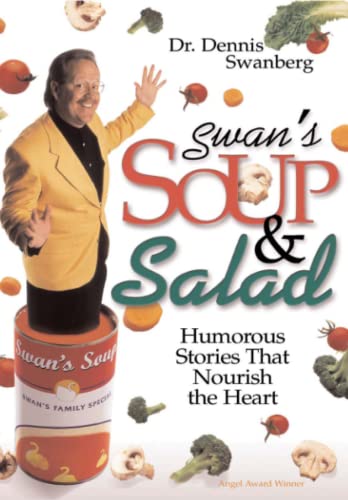 Dr. Dennis
Swanberg
Swan's
SOUP
&
Salad
Humorous
Stories That
Nourish
the Heart
Swan's Soup
SWAN'S FAMILY SPECIAL
Angel Award Winner